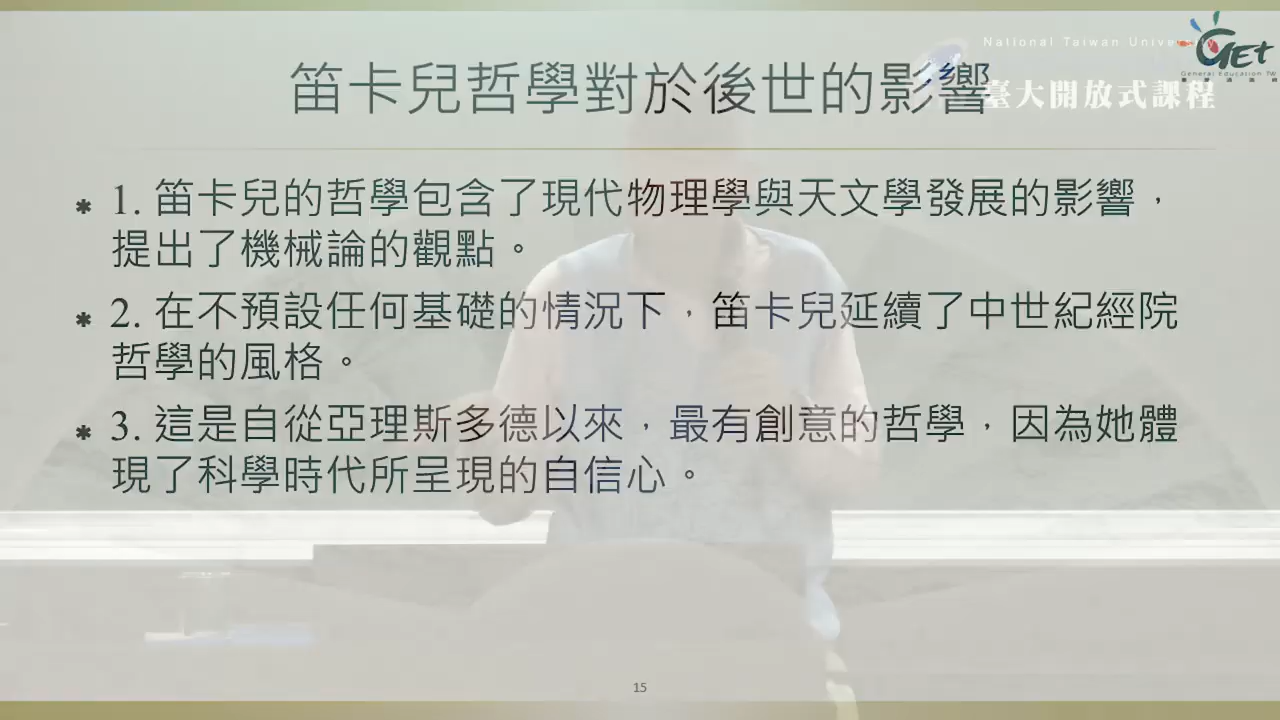 National Taiwan University
GEt
General Education TW
臺大開放式課程
笛卡兒哲學對於後世的影響
* 1. 笛卡兒的哲學包含了現代物理學與天文學發展的影響，
提出了機械論的觀點。
* 2. 在不預設任何基礎的情況下，笛卡兒延續了中世紀經院
哲學的風格。
* 3. 這是自從亞理斯多德以來，最有創意的哲學，因為她體
現了科學時代所呈現的自信心。
15